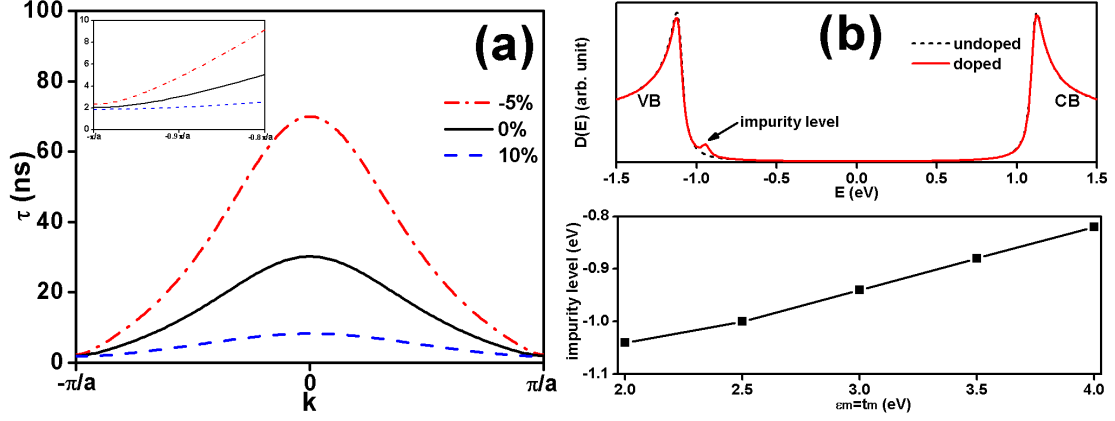 (a)
100
80
60
40
20
0
τ (ns)
-π/a
0
π/a
k
-5%
0%
10%
10
8
6
4
2
0
-π/a
-0.9π/a
-0.8π/a
(b)
D(E) (arb. unit)
VB
CB
undoped
doped
impurity level
-1.5
-1.0
-0.5
0.0
0.5
1.0
1.5
E (eV)
impurity level (eV)
-0.8
-0.9
-1.0
-1.1
2.0
2.5
3.0
3.5
4.0
εm=tm (eV)